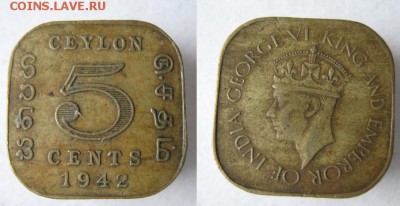 COINS.LAVE.RU
CEYLON
5
CENTS
1942
GEORGE VI KING AND EMPEROR OF INDIA